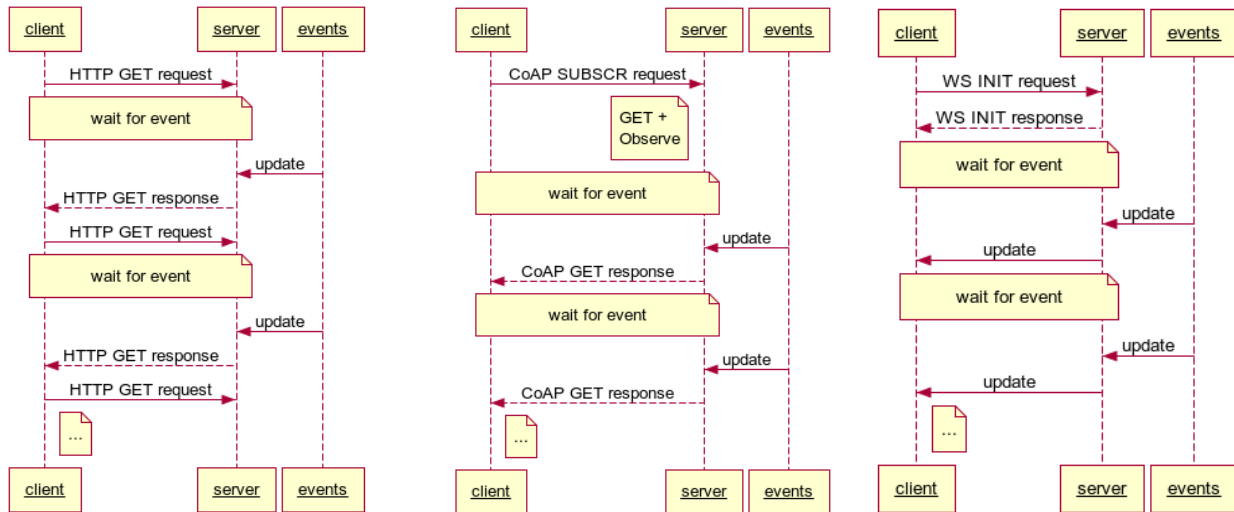 client
server
events
HTTP GET request
wait for event
update
HTTP GET response
HTTP GET request
wait for event
update
HTTP GET response
HTTP GET request
...
client
server
events
client
server
events
CoAP SUBSCR request
GET +
Observe
wait for event
update
CoAP GET response
wait for event
update
CoAP GET response
...
client
server
events
client
server
events
WS INIT request
WS INIT response
wait for event
update
update
wait for event
update
update
...
client
server
events